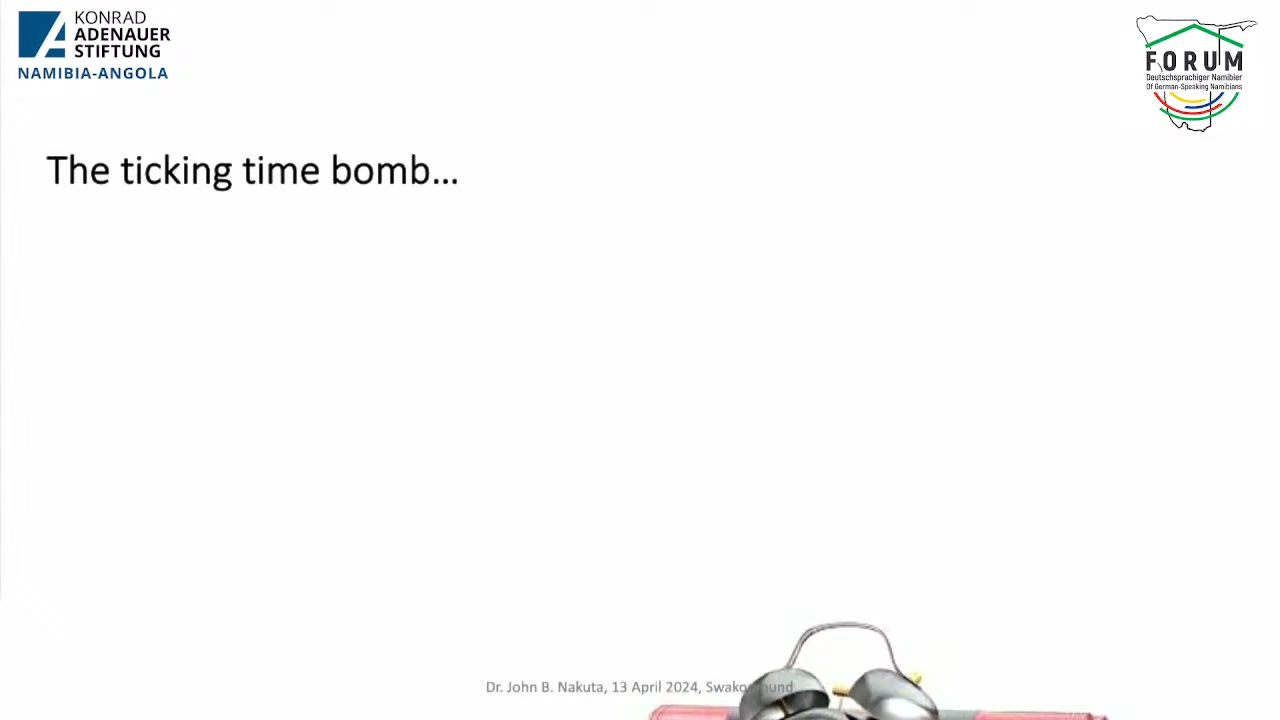 KONRAD
ADENAUER
STIFTUNG
NAMIBIA-ANGOLA
FORUM
Deutschsprachiger Namibier
Of German-Speaking Namibians
The ticking time bomb...
Dr. John B. Nakuta, 13 April 2024,